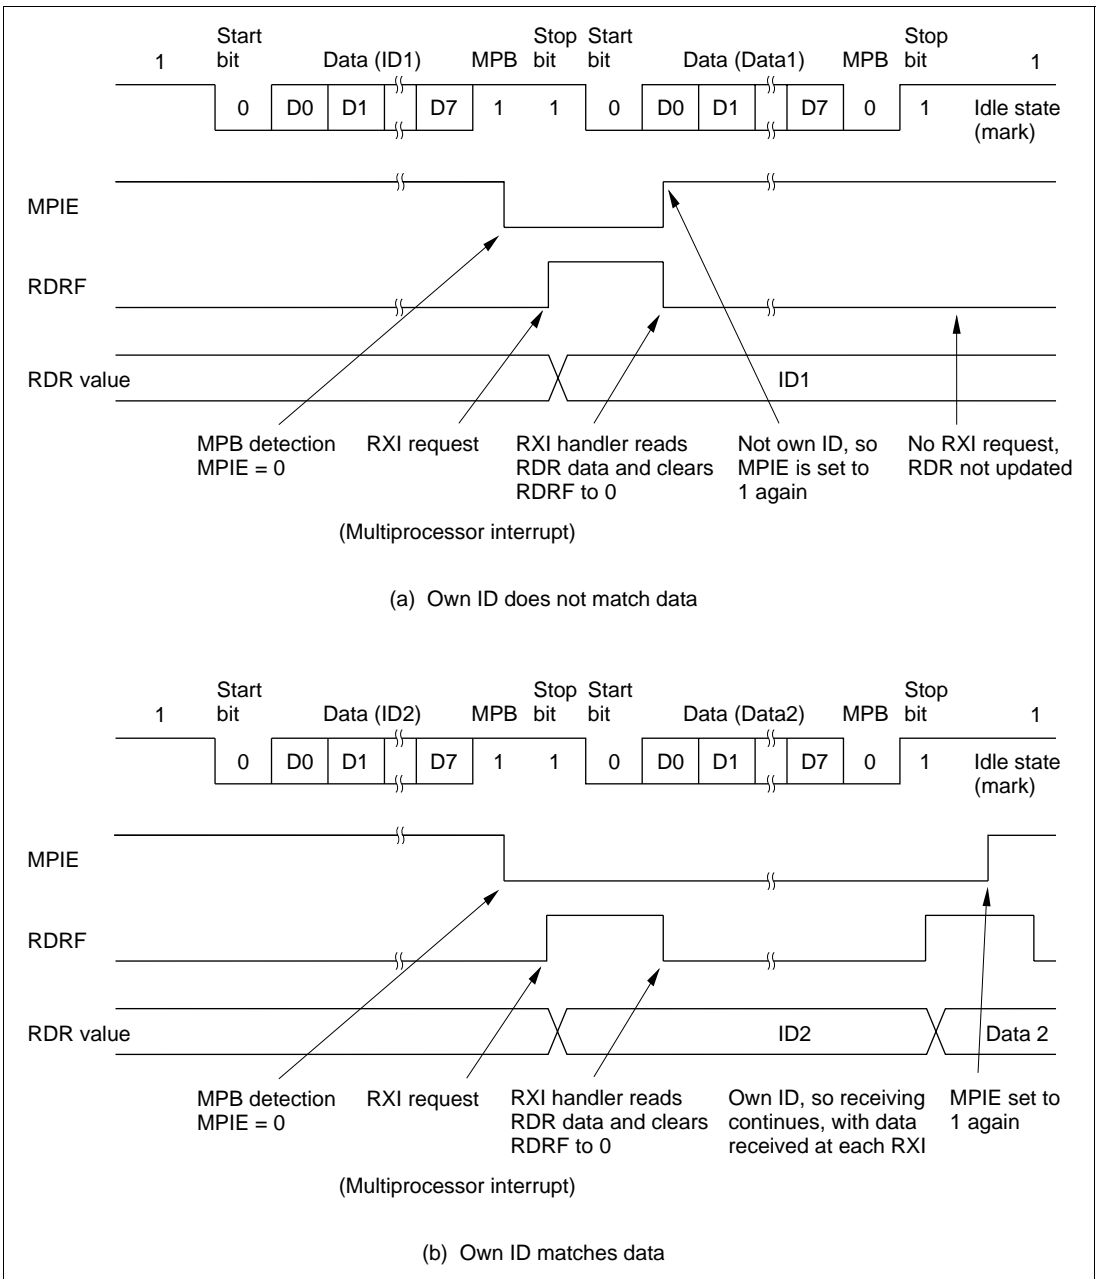 Start Stop Start Stop
1 bit Data (ID1) MPB bit bit Data (Data1) MPB bit 1
0 D0 D1 D7 1 1 0 D0 D1 D7 0 1 Idle state
(mark)
MPIE
RDRF
RDR value ID1
MPB detection
MPIE = 0
RXI request
RXI handler reads
RDR data and clears
RDRF to 0
Not own ID, so
MPIE is set to
1 again
No RXI request,
RDR not updated
(Multiprocessor interrupt)
(a) Own ID does not match data
Start Stop Start Stop
1 bit Data (ID2) MPB bit bit Data (Data2) MPB bit 1
0 D0 D1 D7 1 1 0 D0 D1 D7 0 1 Idle state
(mark)
MPIE
RDRF
RDR value ID2 Data 2
MPB detection
MPIE = 0
RXI request
RXI handler reads
RDR data and clears
RDRF to 0
Own ID, so receiving
continues, with data
received at each RXI
MPIE set to
1 again
(Multiprocessor interrupt)
(b) Own ID matches data